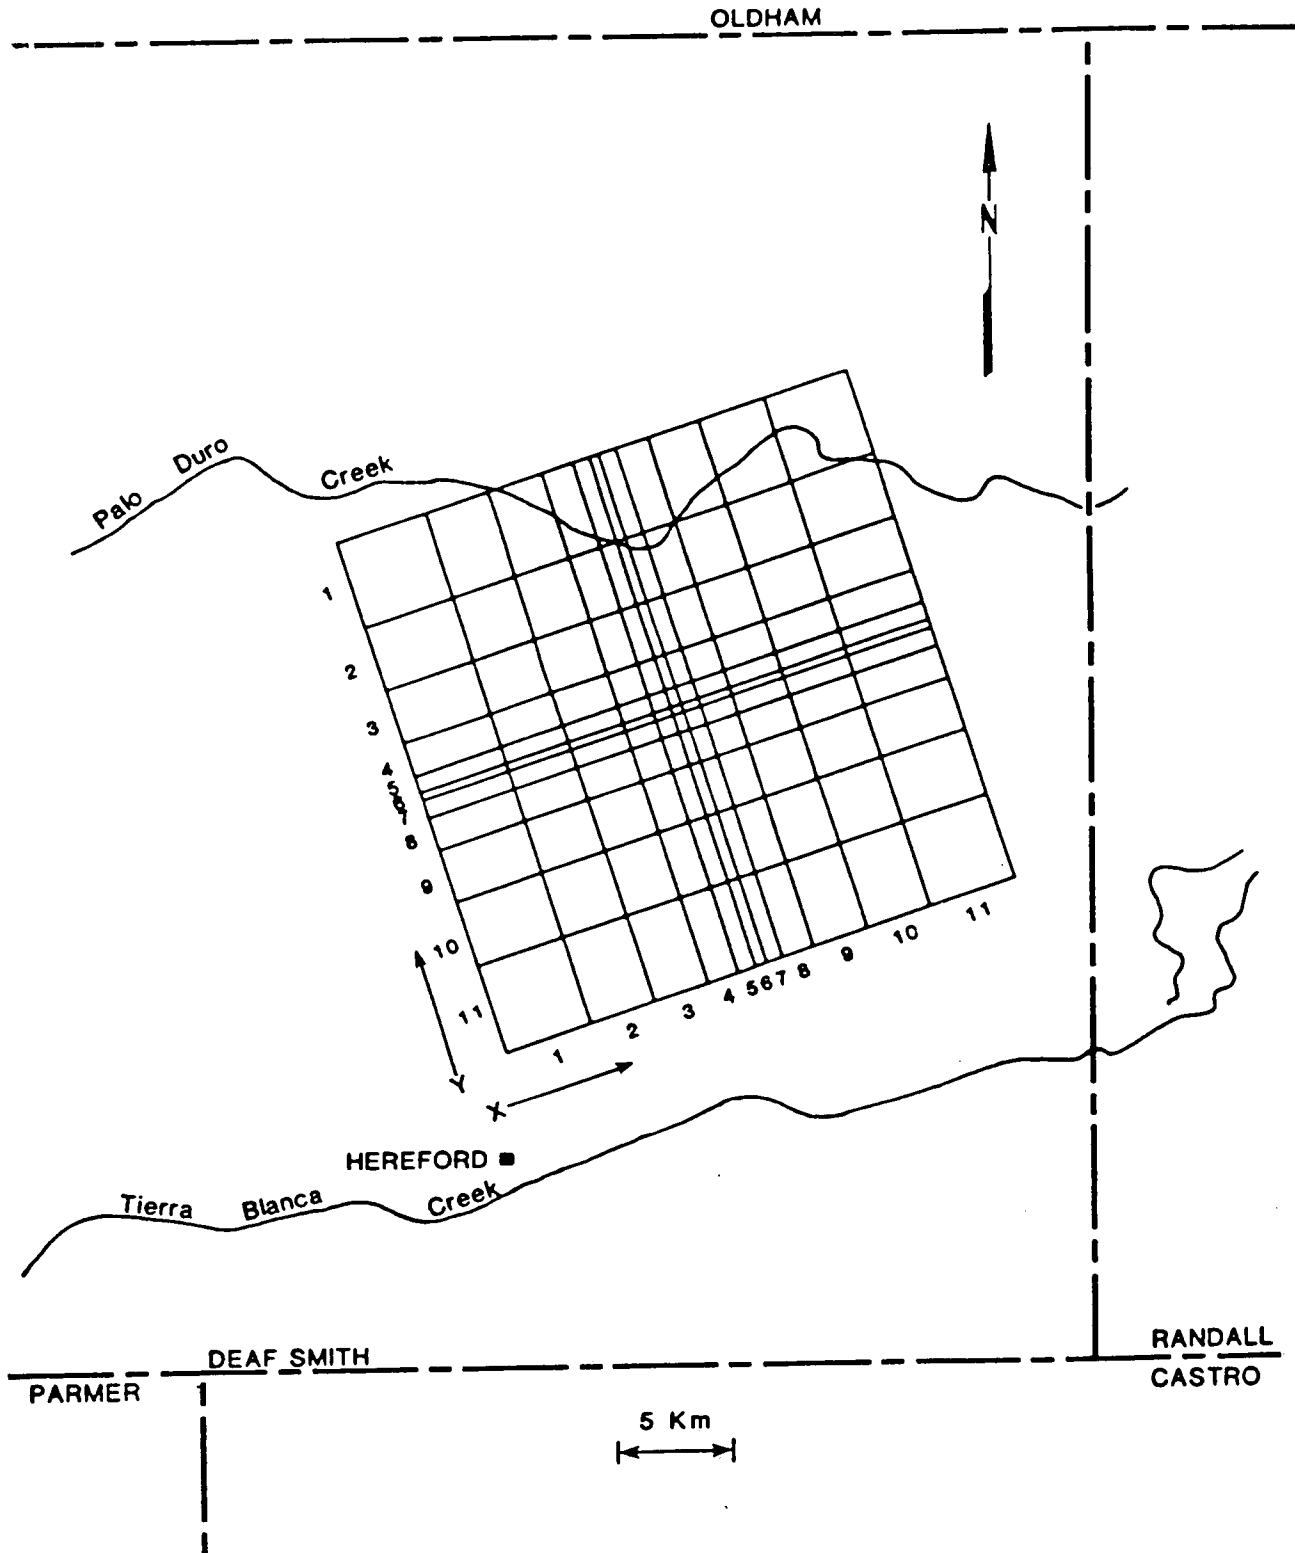 OLDHAM
N
Palo Duro Creek
1
2
3
4
5
6
7
8
9
10
11
1 2 3 4 5 6 7 8 9 10 11
Y
X
HEREFORD
Tierra Blanca Creek
DEAF SMITH
RANDALL
PARMER
CASTRO
5 Km